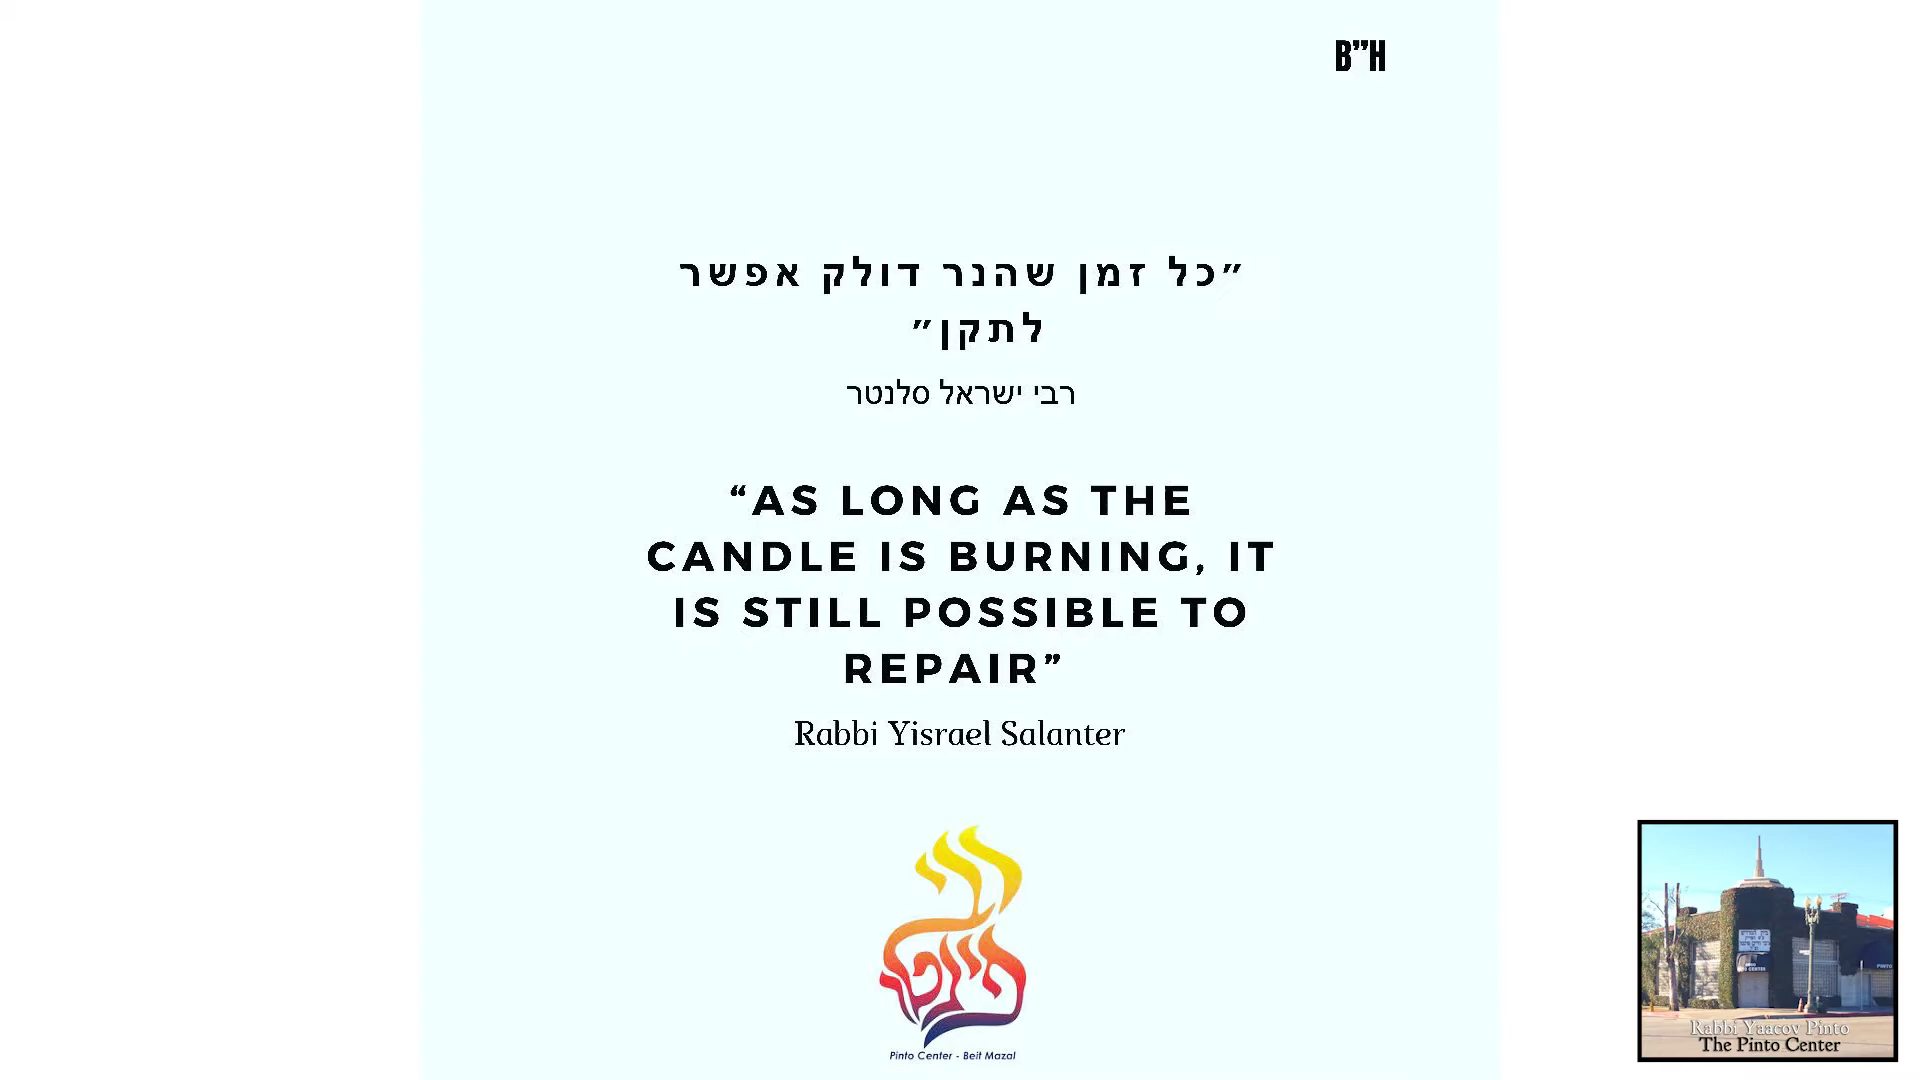 B”H
״כל זמן שהנר דולק אפשר
לתקן״
רבי ישראל סלנטר
“AS LONG AS THE
CANDLE IS BURNING, IT
IS STILL POSSIBLE TO
REPAIR”
Rabbi Yisrael Salanter
פינטו
Pinto Center - Beit Mazal
Rabbi Yaacov Pinto
The Pinto Center